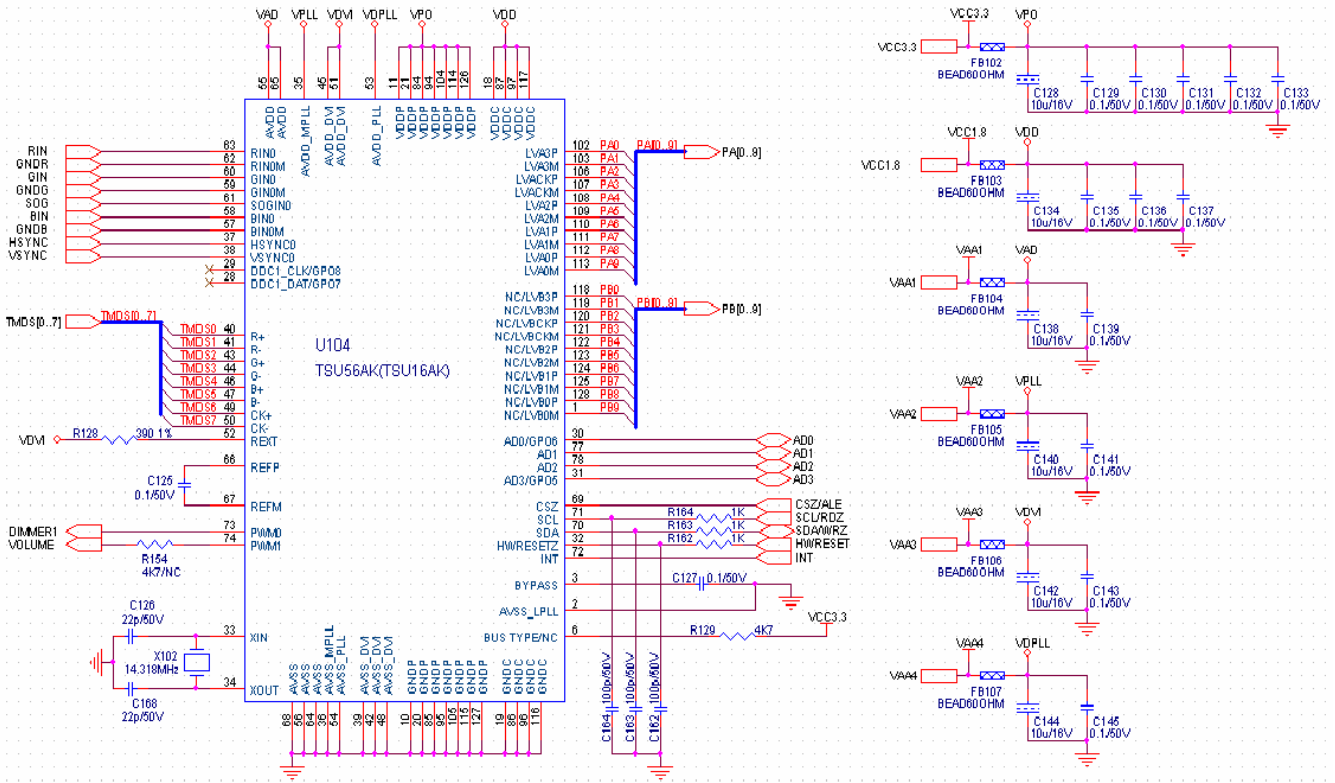 VAD VPLL VDVI VDPLL VPO VDD
55 65 35 45 51 53 11 21 84 94 104 114 126 18 87 97 117
AVDD AVDD AVDD_MPLL AVDD_DVI AVDD_DVI AVDD_PLL VDDP VDDP VDDP VDDP VDDP VDDP VDDP VDDC VDDC VDDC VDDC
RIN 63 RIN0
GNDR 62 RIN0M
GIN 60 GIN0
GNDG 59 GIN0M
SOG 61 SOGIN0
BIN 58 BIN0
GNDB 57 BIN0M
HSYNC 37 HSYNC0
VSYNC 38 VSYNC0
29 DDC1_CLK/GPO8
28 DDC1_DAT/GPO7
TMDS[0..7] TMDS[0..7]
TMDS0 40 R+
TMDS1 41 R-
TMDS2 43 G+
TMDS3 44 G-
TMDS4 46 B+
TMDS5 47 B-
TMDS6 49 CK+
TMDS7 50 CK-
VDVI R128 390 1% 52 REXT
66 REFP
C125
0.1/50V
67 REFM
DIMMER1 73 PWM0
VOLUME 74 PWM1
R154
4K7/NC
C126
22p/50V
33 XIN
X102
14.318MHz
34 XOUT
C168
22p/50V
U104
TSU56AK(TSU16AK)
LVA3P 102 PA0 PA[0..9] PA[0..9]
LVA3M 103 PA1
LVACKP 106 PA2
LVACKM 107 PA3
LVA2P 108 PA4
LVA2M 109 PA5
LVA1P 110 PA6
LVA1M 111 PA7
LVA0P 112 PA8
LVA0M 113 PA9
NC/LVB3P 118 PB0 PB[0..9] PB[0..9]
NC/LVB3M 119 PB1
NC/LVBCKP 120 PB2
NC/LVBCKM 121 PB3
NC/LVB2P 122 PB4
NC/LVB2M 123 PB5
NC/LVB1P 124 PB6
NC/LVB1M 125 PB7
NC/LVB0P 128 PB8
NC/LVB0M 1 PB9
AD0/GPO6 30 AD0
AD1 77 AD1
AD2 78 AD2
AD3/GPO5 31 AD3
CSZ 69 CSZ/ALE
SCL 71 R164 1K SCL/RDZ
SDA 70 R163 1K SDA/WRZ
HWRESETZ 32 R162 1K HWRESET
INT 72 INT
BYPASS 3 C127 0.1/50V
AVSS_LPLL 2
BUS TYPE/NC 6 R129 4K7 VCC3.3
C164 100p/50V C163 100p/50V C162 100p/50V
AVSS AVSS AVSS AVSS_MPLL AVSS_PLL AVSS_DVI AVSS_DVI AVSS_DVI GNDP GNDP GNDP GNDP GNDP GNDP GNDP GNDC GNDC GNDC GNDC
68 56 64 36 54 39 42 48 10 20 85 95 105 115 127 19 86 96 116
VCC3.3 VPO
VCC3.3
FB102
BEAD60OHM
C128 C129 C130 C131 C132 C133
10u/16V 0.1/50V 0.1/50V 0.1/50V 0.1/50V 0.1/50V
VCC1.8 VDD
VCC1.8
FB103
BEAD60OHM
C134 C135 C136 C137
10u/16V 0.1/50V 0.1/50V 0.1/50V
VAA1 VAD
VAA1
FB104
BEAD60OHM
C138 C139
10u/16V 0.1/50V
VAA2 VPLL
VAA2
FB105
BEAD60OHM
C140 C141
10u/16V 0.1/50V
VAA3 VDVI
VAA3
FB106
BEAD60OHM
C142 C143
10u/16V 0.1/50V
VAA4 VDPLL
VAA4
FB107
BEAD60OHM
C144 C145
10u/16V 0.1/50V